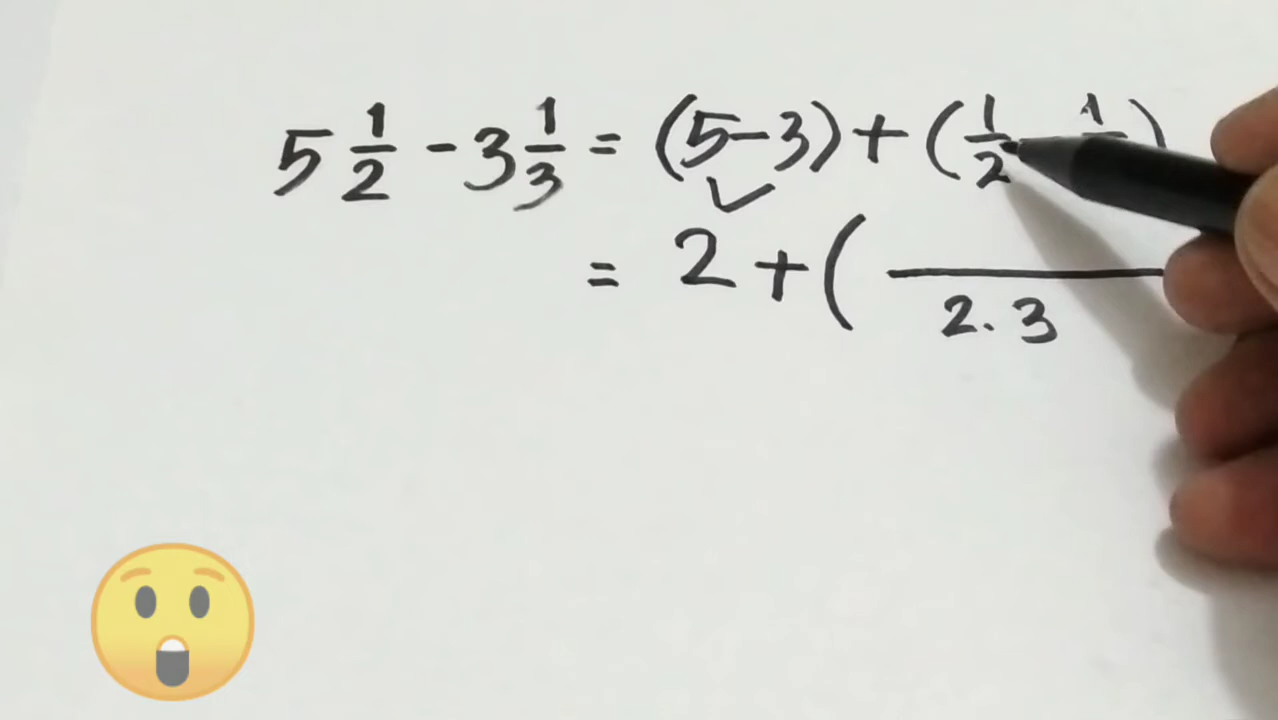 5 1/2 - 3 1/3 = (5-3) + (1/2 1)
= 2 + ( /2.3